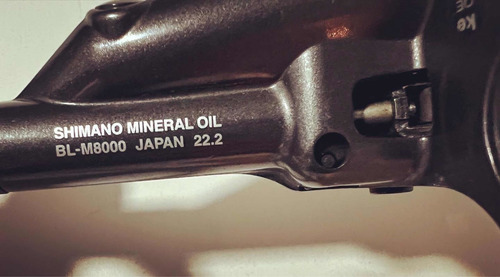 SHIMANO MINERAL OIL
BL-M8000 JAPAN 22.2